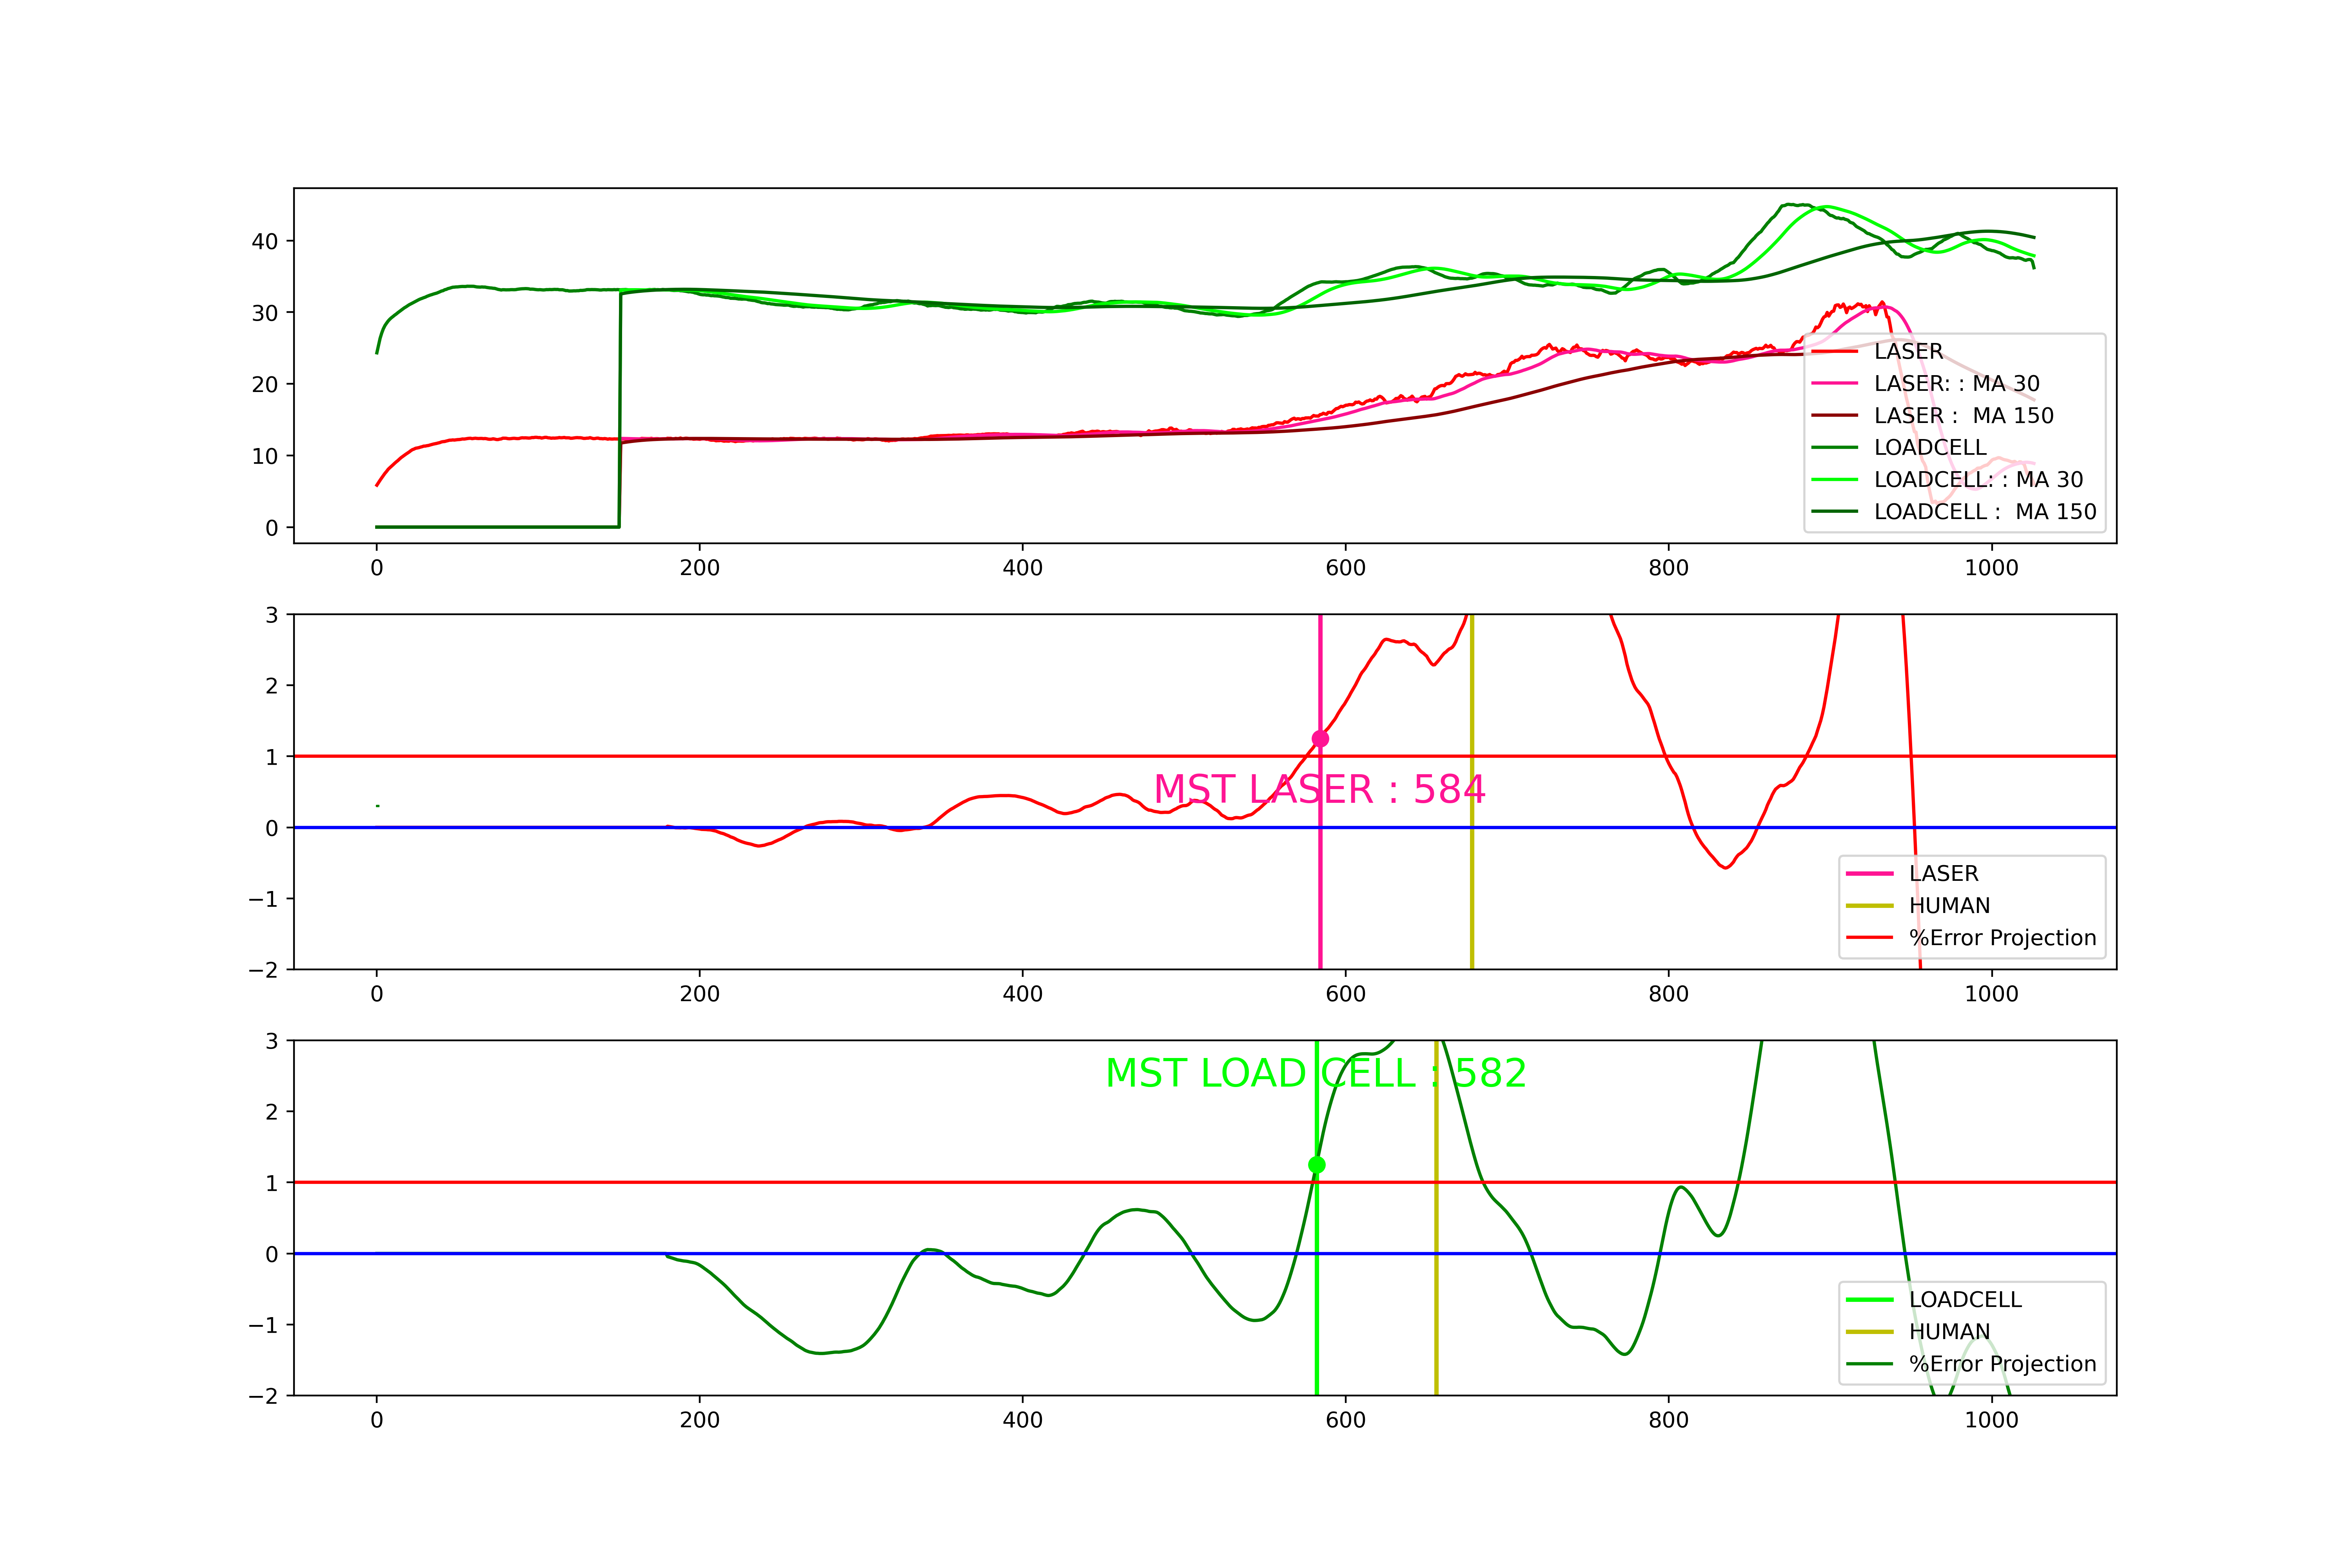 40
30
20
10
0
LASER
LASER: : MA 30
LASER :  MA 150
LOADCELL
LOADCELL: : MA 30
LOADCELL :  MA 150
0 200 400 600 800 1000
3
2
1
0
−1
−2
MST LASER : 584
LASER
HUMAN
%Error Projection
0 200 400 600 800 1000
3
2
1
0
−1
−2
MST LOAD CELL : 582
LOADCELL
HUMAN
%Error Projection
0 200 400 600 800 1000